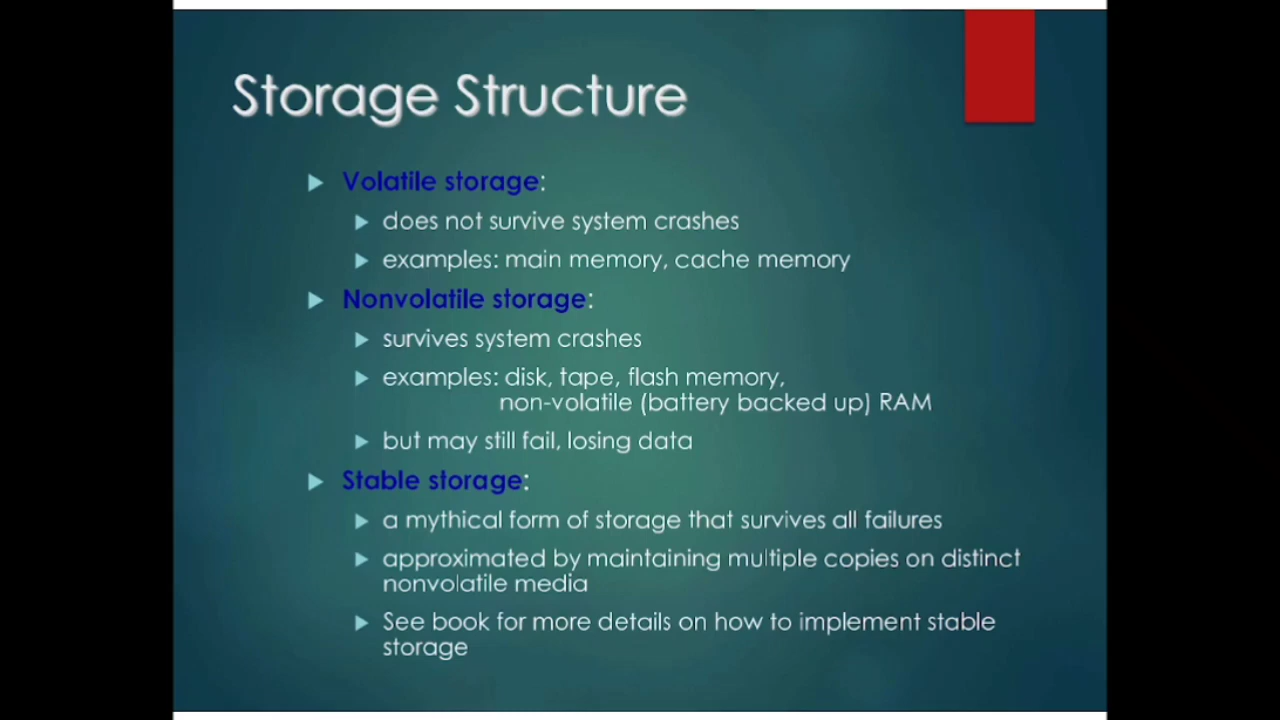 Storage Structure
Volatile storage:
does not survive system crashes
examples: main memory, cache memory
Nonvolatile storage:
survives system crashes
examples: disk, tape, flash memory,
non-volatile (battery backed up) RAM
but may still fail, losing data
Stable storage:
a mythical form of storage that survives all failures
approximated by maintaining multiple copies on distinct
nonvolatile media
See book for more details on how to implement stable
storage